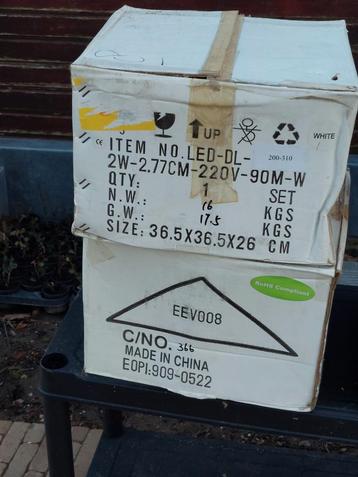 UP
WHITE
ITEM NO.LED-DL- 200-310
2W-2.77CM-220V-90M-W
QTY: 1 SET
N.W.: 16 KGS
G.W.: 17.5 KGS
SIZE: 36.5X36.5X26 CM
RoHS Compliant
EEV008
C/NO. 366
MADE IN CHINA
EOPI:909-0522